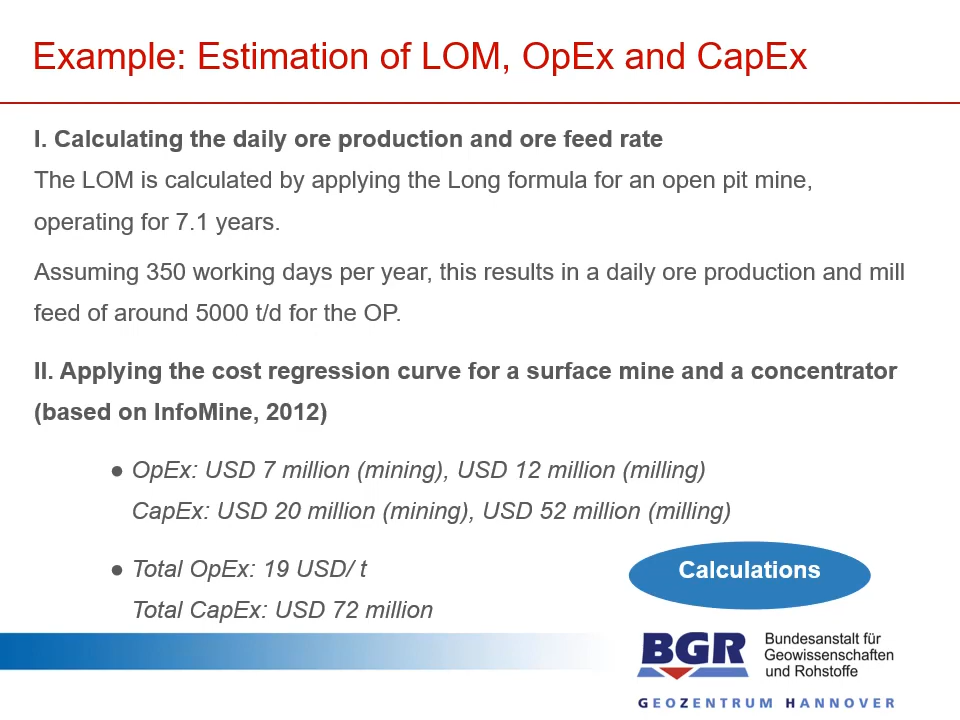 Example: Estimation of LOM, OpEx and CapEx
I. Calculating the daily ore production and ore feed rate
The LOM is calculated by applying the Long formula for an open pit mine,
operating for 7.1 years.
Assuming 350 working days per year, this results in a daily ore production and mill
feed of around 5000 t/d for the OP.
II. Applying the cost regression curve for a surface mine and a concentrator
(based on InfoMine, 2012)
● OpEx: USD 7 million (mining), USD 12 million (milling)
CapEx: USD 20 million (mining), USD 52 million (milling)
● Total OpEx: 19 USD/ t
Total CapEx: USD 72 million
Calculations
BGR
Bundesanstalt für
Geowissenschaften
und Rohstoffe
GEOZENTRUM HANNOVER